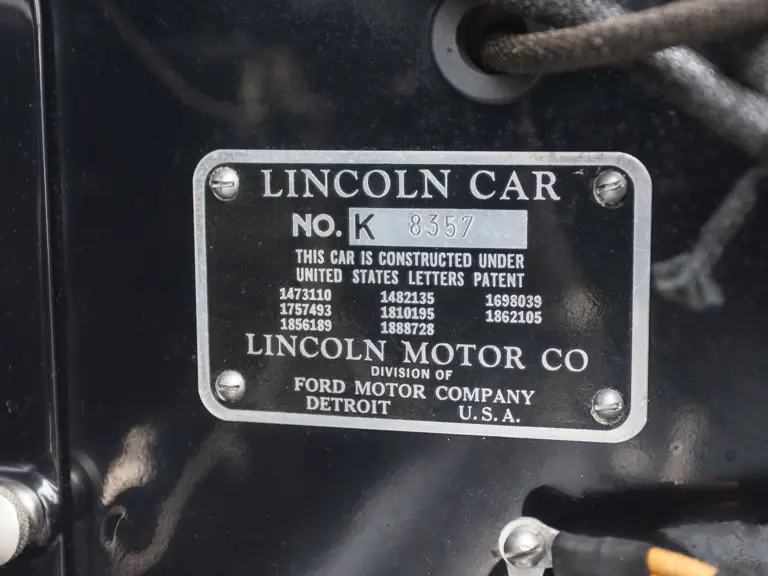 LINCOLN CAR
NO. K 8357
THIS CAR IS CONSTRUCTED UNDER
UNITED STATES LETTERS PATENT
1473110 1482135 1698039
1757493 1810195 1862105
1856189 1888728
LINCOLN MOTOR CO
DIVISION OF
FORD MOTOR COMPANY
DETROIT U.S.A.